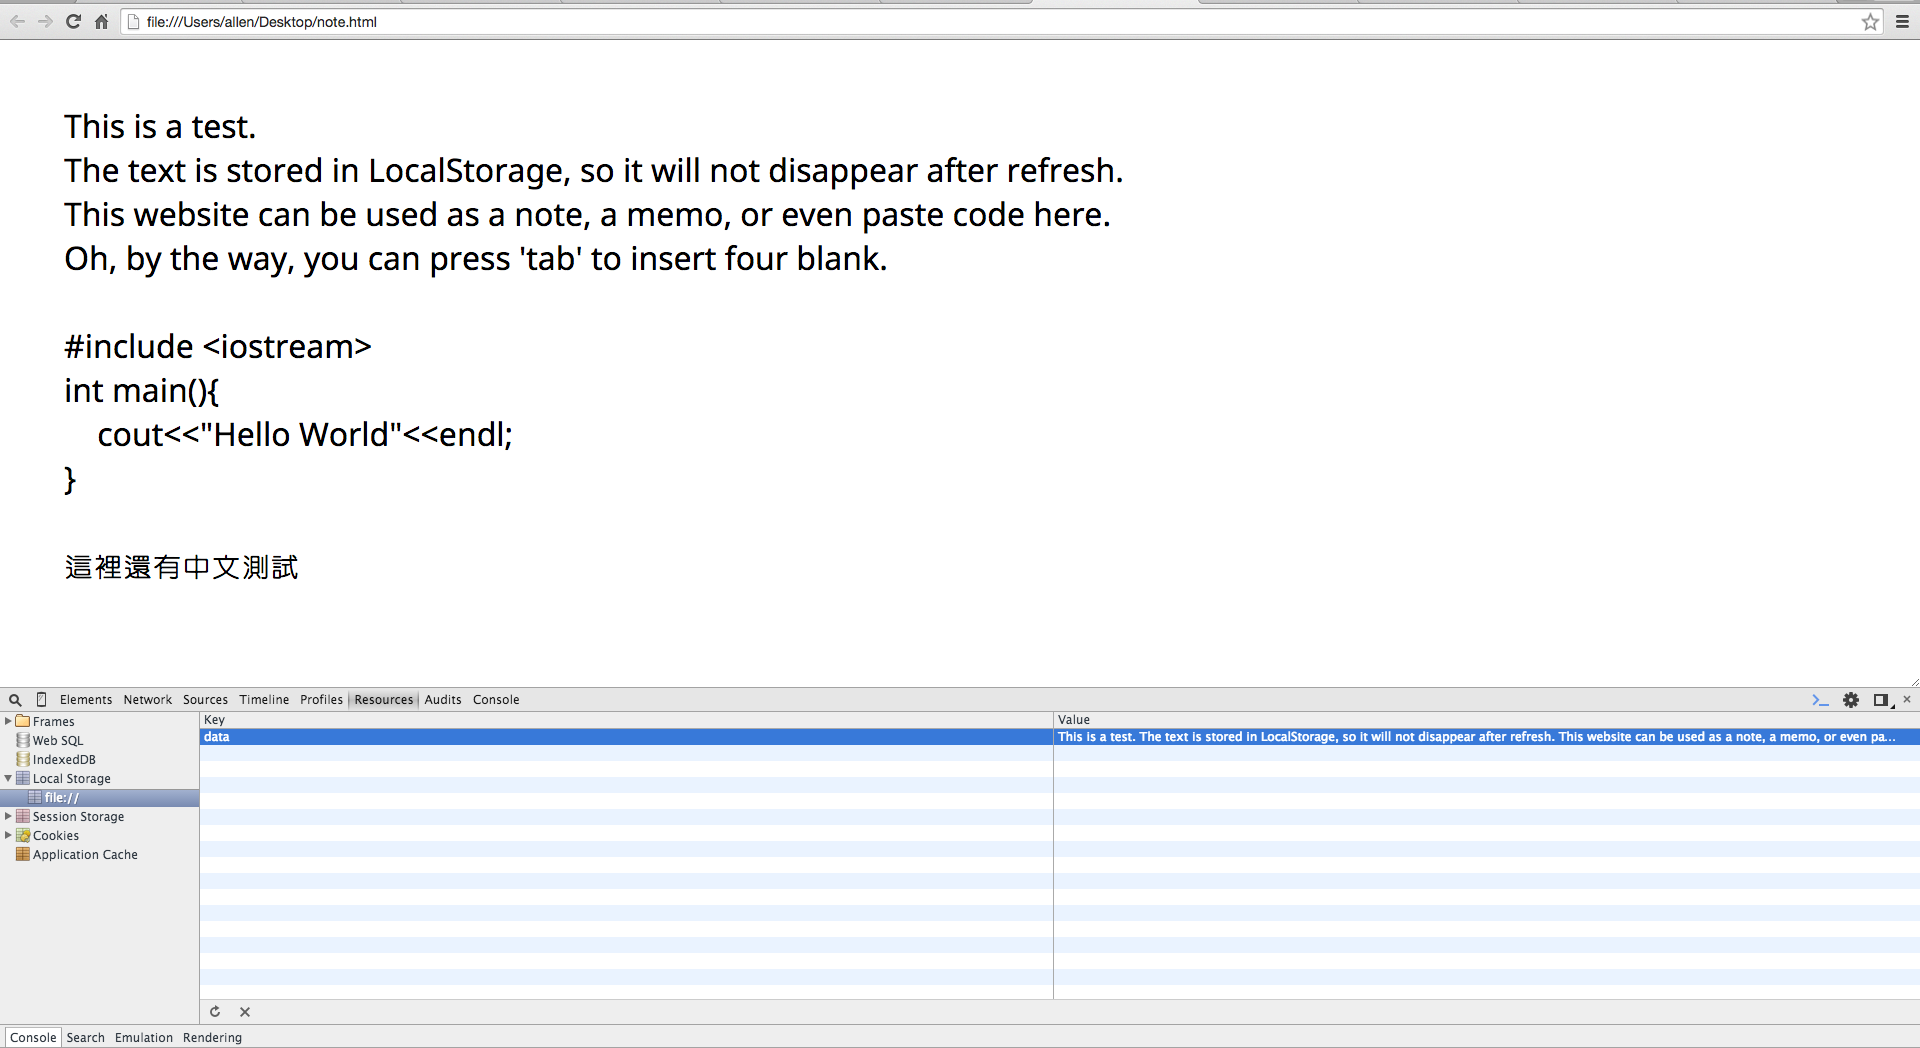 file:///Users/allen/Desktop/note.html
This is a test.
The text is stored in LocalStorage, so it will not disappear after refresh.
This website can be used as a note, a memo, or even paste code here.
Oh, by the way, you can press 'tab' to insert four blank.
#include <iostream>
int main(){
    cout<<"Hello World"<<endl;
}
這裡還有中文測試
Elements Network Sources Timeline Profiles Resources Audits Console
Frames
Web SQL
IndexedDB
Local Storage
file://
Session Storage
Cookies
Application Cache
Key Value
data This is a test. The text is stored in LocalStorage, so it will not disappear after refresh. This website can be used as a note, a memo, or even pa...
Console Search Emulation Rendering